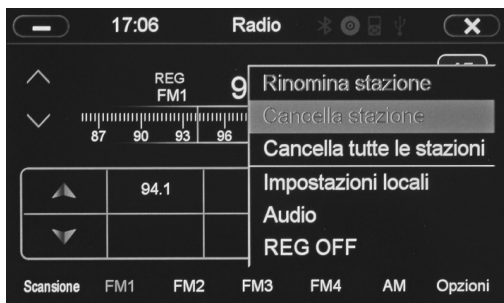 17:06 Radio
REG
FM1
9
87 90 93 96
94.1
Rinomina stazione
Cancella stazione
Cancella tutte le stazioni
Impostazioni locali
Audio
REG OFF
Scansione FM1 FM2 FM3 FM4 AM Opzioni